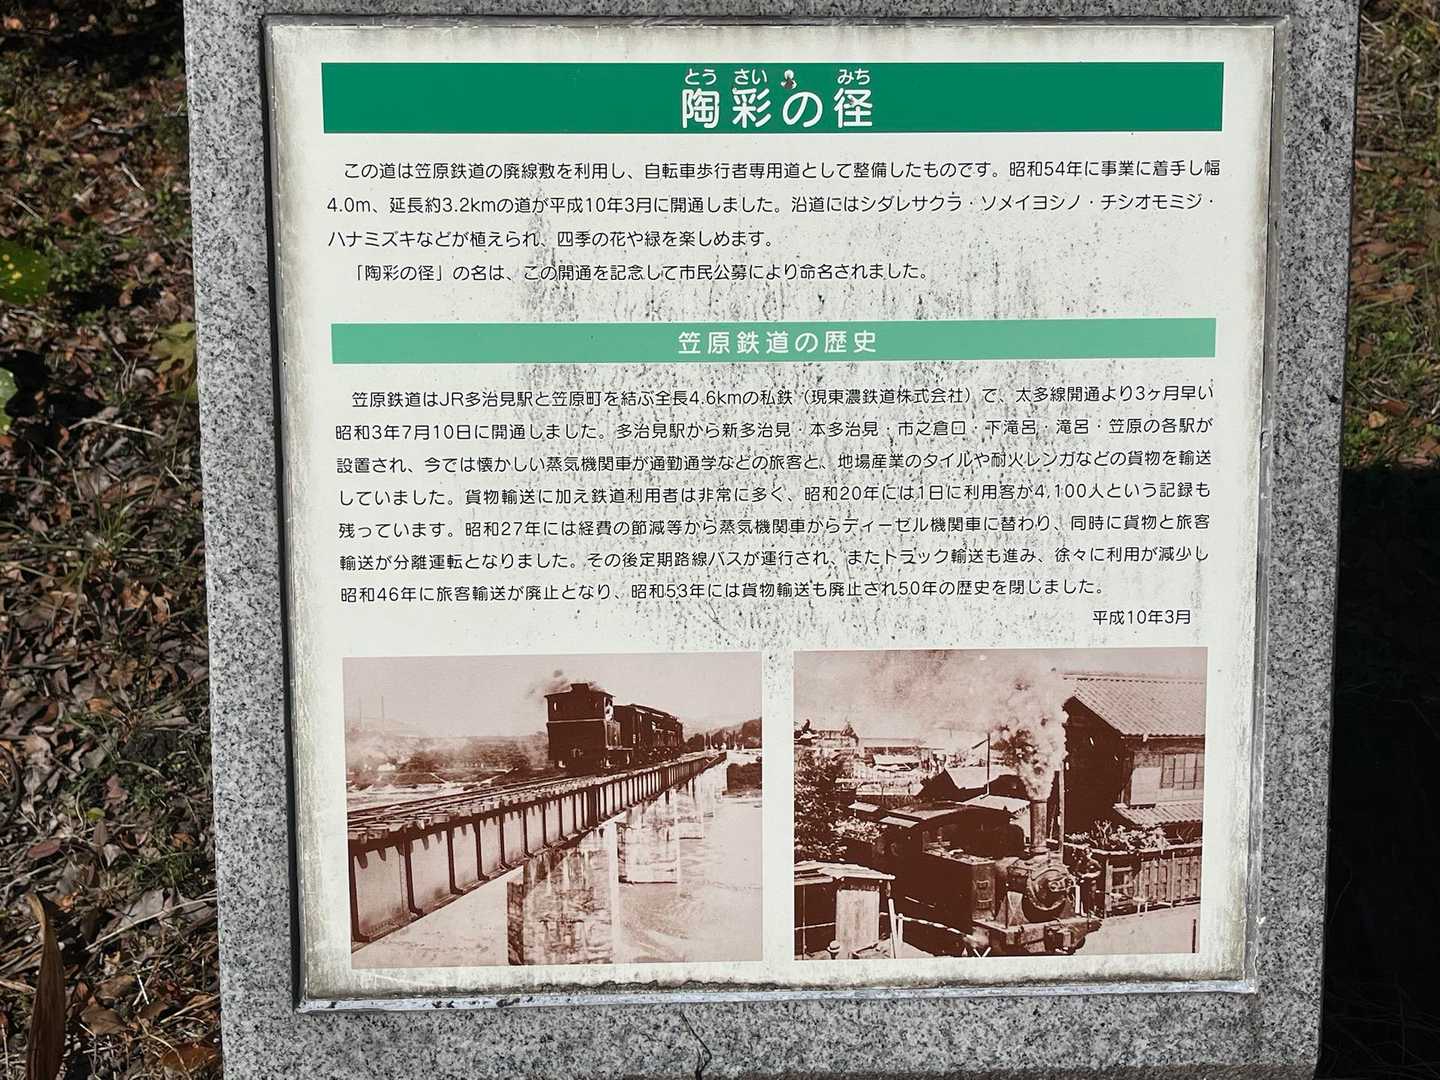 とう さい みち
陶彩の径
この道は笠原鉄道の廃線敷を利用し、自転車歩行者専用道として整備したものです。昭和54年に事業に着手し幅
4.0m、延長約3.2kmの道が平成10年3月に開通しました。沿道にはシダレサクラ・ソメイヨシノ・チシオモミジ・
ハナミズキなどが植えられ、四季の花や緑を楽しめます。
「陶彩の径」の名は、この開通を記念して市民公募により命名されました。
笠原鉄道の歴史
笠原鉄道はJR多治見駅と笠原町を結ぶ全長4.6kmの私鉄（現東濃鉄道株式会社）で、太多線開通より3ヶ月早い
昭和3年7月10日に開通しました。多治見駅から新多治見・本多治見・市之倉口・下滝呂・滝呂・笠原の各駅が
設置され、今では懐かしい蒸気機関車が通勤通学などの旅客と、地場産業のタイルや耐火レンガなどの貨物を輸送
していました。貨物輸送に加え鉄道利用者は非常に多く、昭和20年には1日に利用客が4,100人という記録も
残っています。昭和27年には経費の節減等から蒸気機関車からディーゼル機関車に替わり、同時に貨物と旅客
輸送が分離運転となりました。その後定期路線バスが運行され、またトラック輸送も進み、徐々に利用が減少し
昭和46年に旅客輸送が廃止となり、昭和53年には貨物輸送も廃止され50年の歴史を閉じました。
平成10年3月